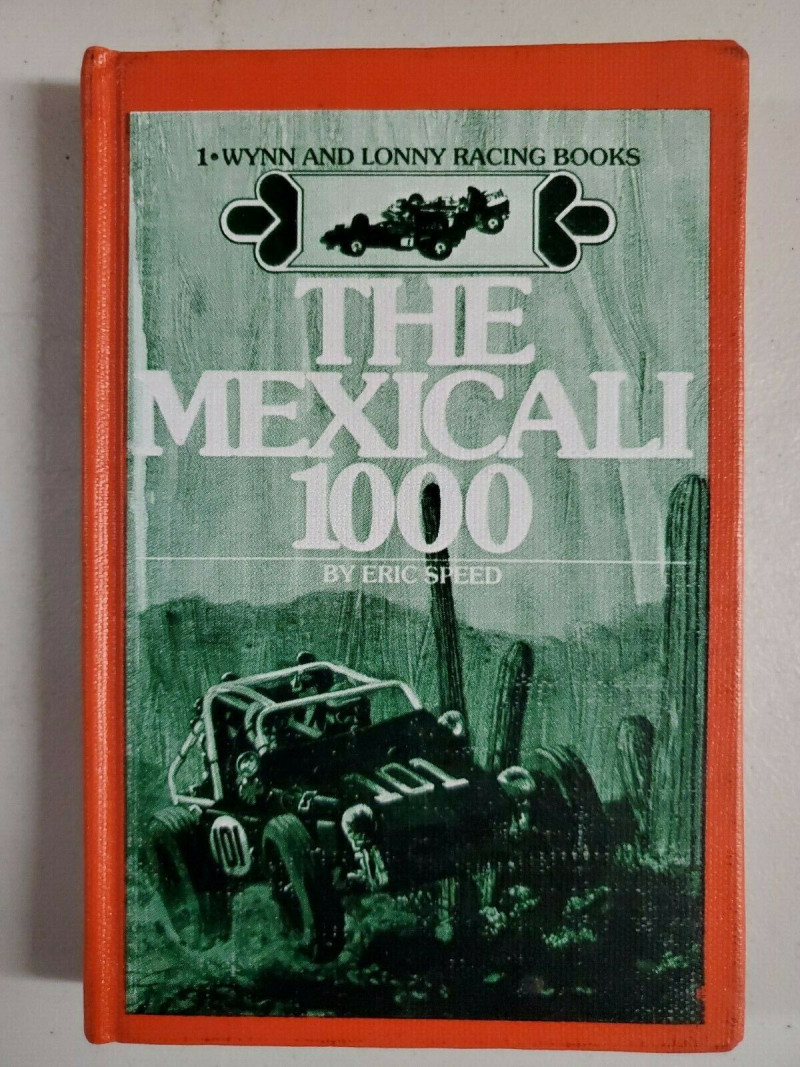 1•WYNN AND LONNY RACING BOOKS
THE
MEXICALI
1000
BY ERIC SPEED
101
101